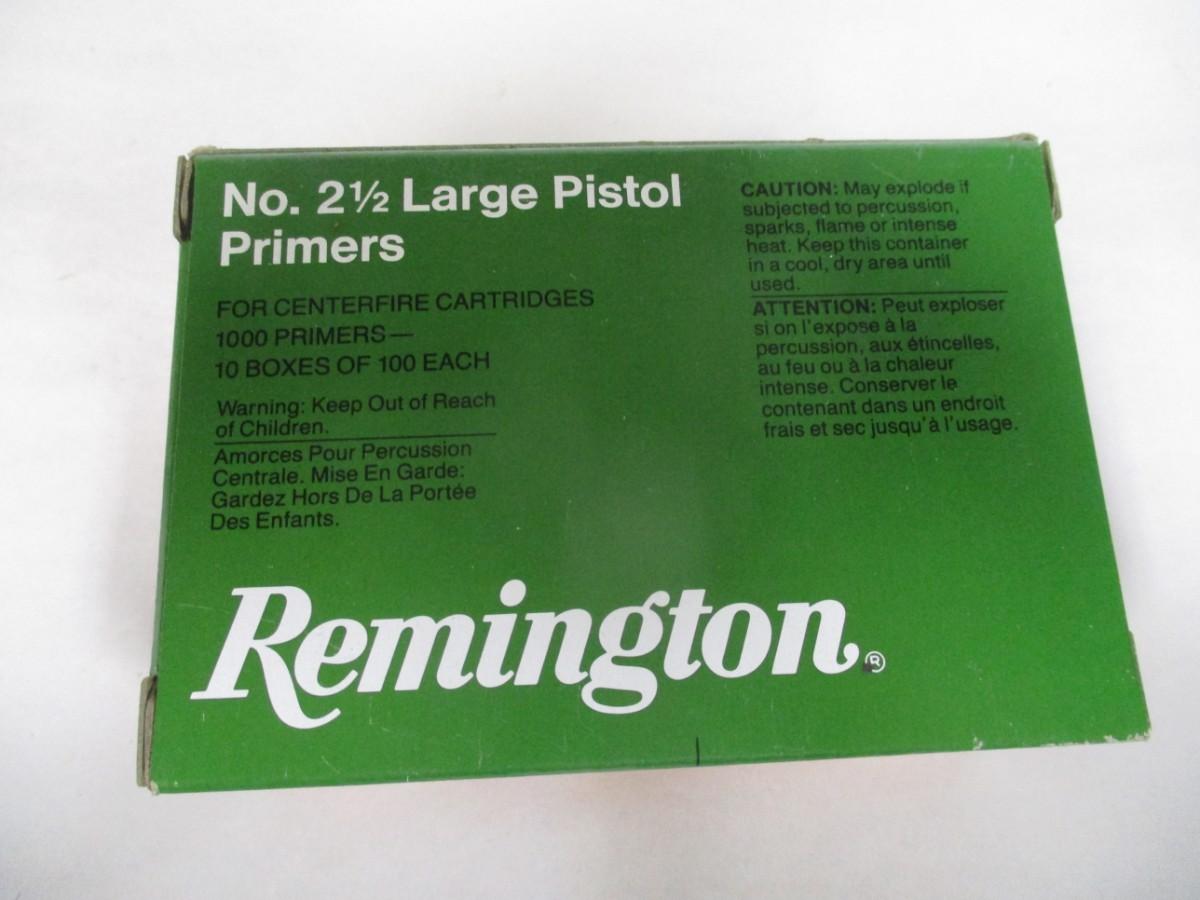 No. 2½ Large Pistol
Primers
FOR CENTERFIRE CARTRIDGES
1000 PRIMERS—
10 BOXES OF 100 EACH
Warning: Keep Out of Reach
of Children.
Amorces Pour Percussion
Centrale. Mise En Garde:
Gardez Hors De La Portée
Des Enfants.
CAUTION: May explode if
subjected to percussion,
sparks, flame or intense
heat. Keep this container
in a cool, dry area until
used.
ATTENTION: Peut exploser
si on l'expose à la
percussion, aux étincelles,
au feu ou à la chaleur
intense. Conserver le
contenant dans un endroit
frais et sec jusqu'à l'usage.
Remington®